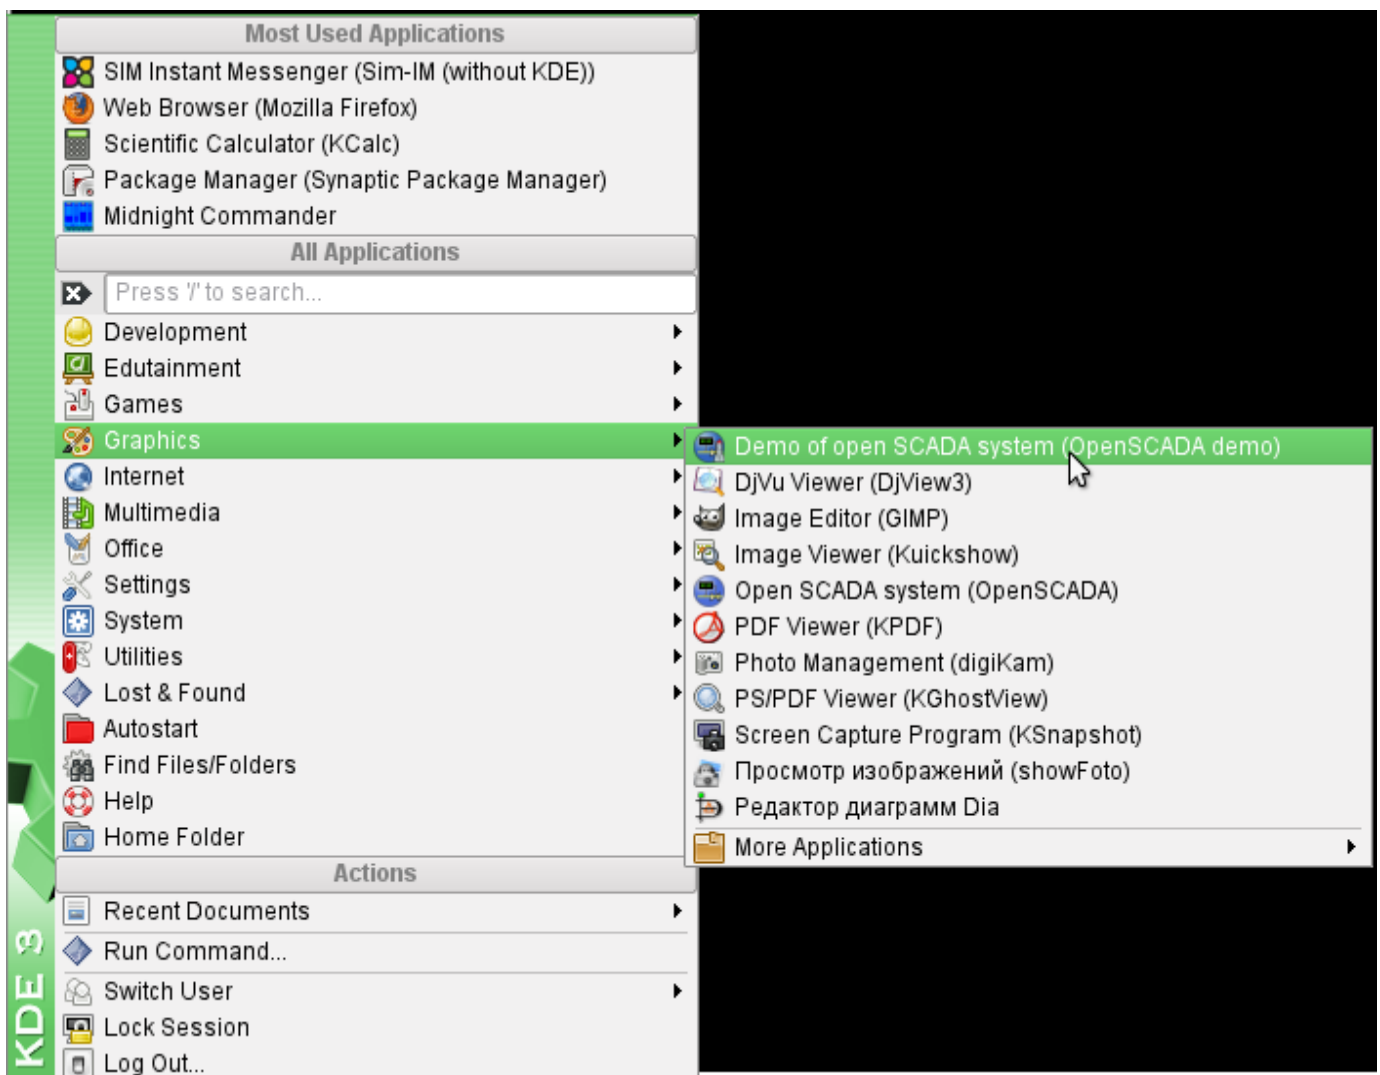 Most Used Applications
SIM Instant Messenger (Sim-IM (without KDE))
Web Browser (Mozilla Firefox)
Scientific Calculator (KCalc)
Package Manager (Synaptic Package Manager)
Midnight Commander
All Applications
Press '/' to search...
Development
Edutainment
Games
Graphics
Internet
Multimedia
Office
Settings
System
Utilities
Lost & Found
Autostart
Find Files/Folders
Help
Home Folder
Actions
Recent Documents
Run Command...
Switch User
Lock Session
Log Out...
KDE 3
Demo of open SCADA system (OpenSCADA demo)
DjVu Viewer (DjView3)
Image Editor (GIMP)
Image Viewer (Kuickshow)
Open SCADA system (OpenSCADA)
PDF Viewer (KPDF)
Photo Management (digiKam)
PS/PDF Viewer (KGhostView)
Screen Capture Program (KSnapshot)
Просмотр изображений (showFoto)
Редактор диаграмм Dia
More Applications